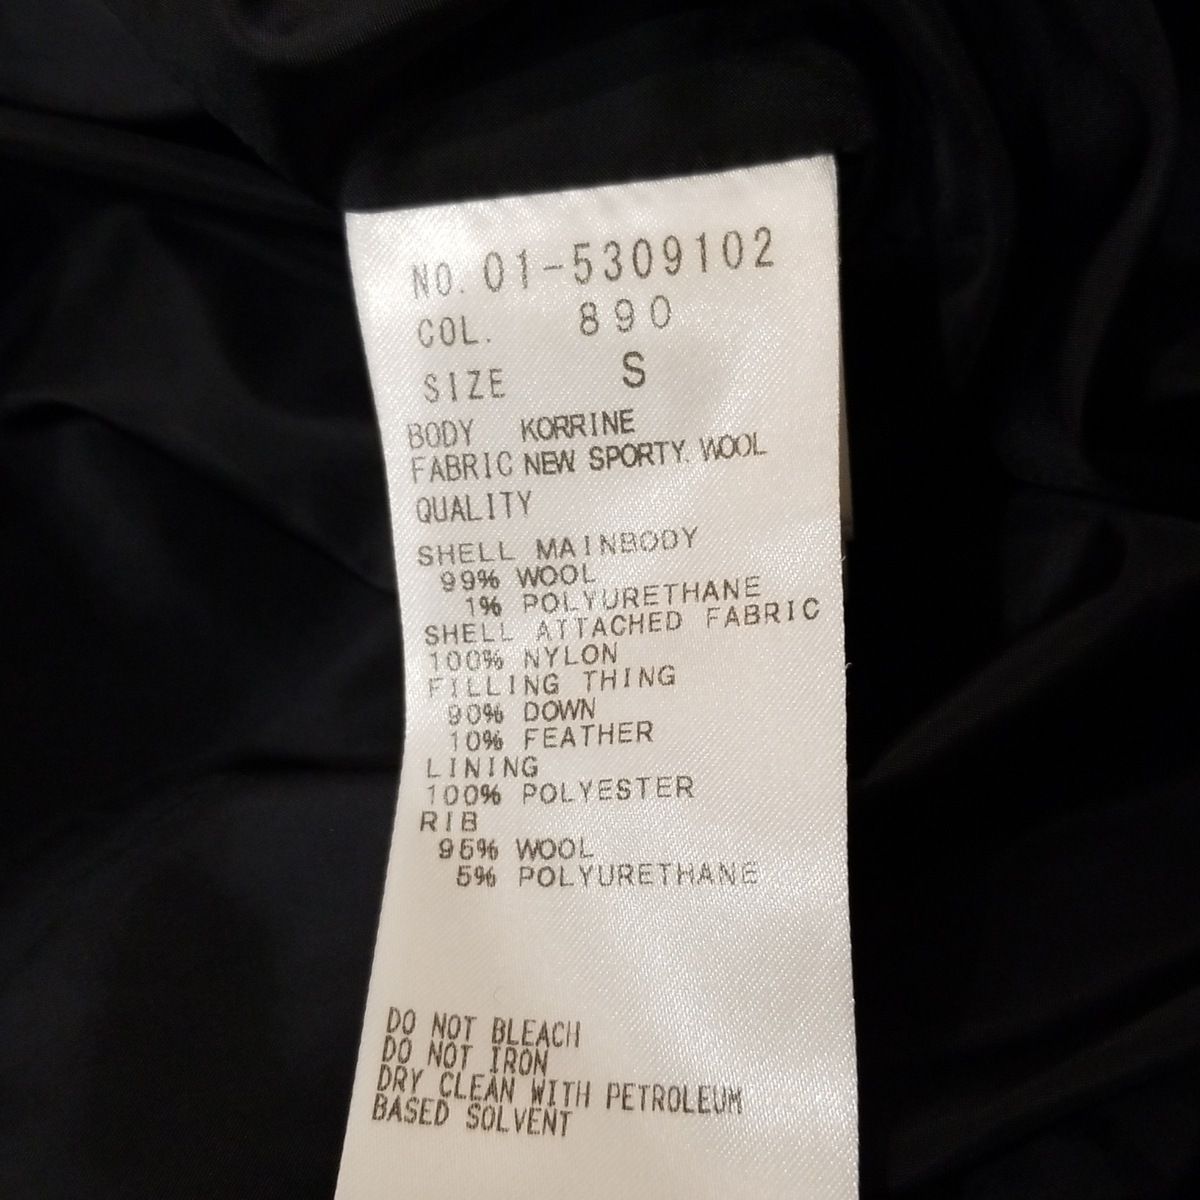 NO. 01-5309102
COL. 890
SIZE S
BODY KORRINE
FABRIC NEW SPORTY. WOOL
QUALITY
SHELL MAINBODY
99% WOOL
1% POLYURETHANE
SHELL ATTACHED FABRIC
100% NYLON
FILLING THING
90% DOWN
10% FEATHER
LINING
100% POLYESTER
RIB
95% WOOL
5% POLYURETHANE
DO NOT BLEACH
DO NOT IRON
DRY CLEAN WITH PETROLEUM
BASED SOLVENT